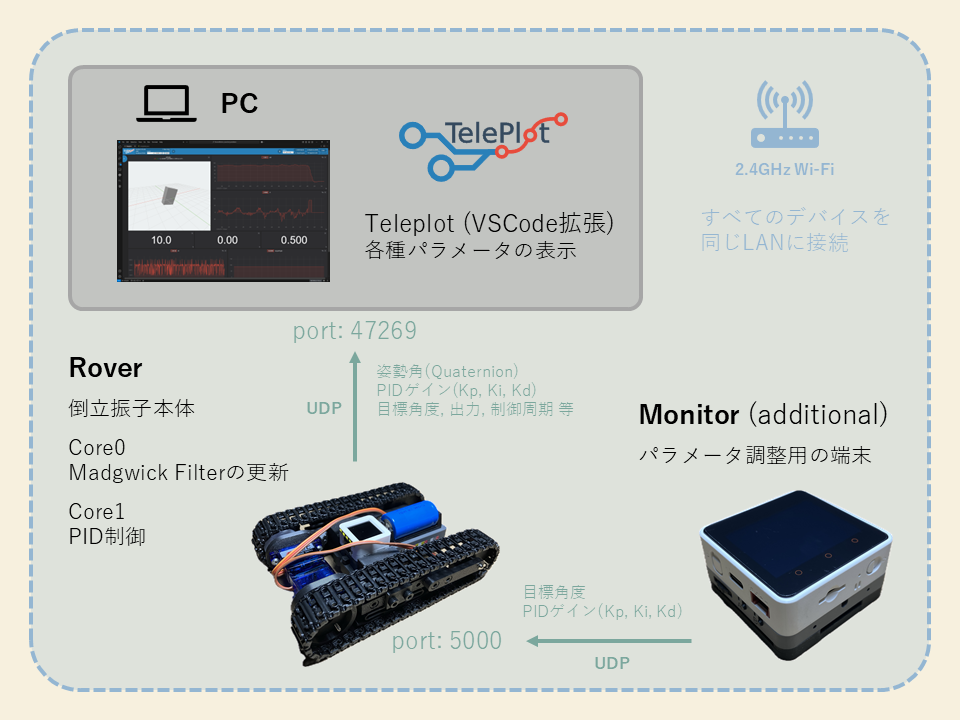 PC
TelePlot
10.0 0.00 0.500
Teleplot (VSCode拡張)
各種パラメータの表示
2.4GHz Wi-Fi
すべてのデバイスを
同じLANに接続
port: 47269
Rover
倒立振子本体
Core0
Madgwick Filterの更新
Core1
PID制御
UDP
姿勢角(Quaternion)
PIDゲイン(Kp, Ki, Kd)
目標角度, 出力, 制御周期 等
Monitor (additional)
パラメータ調整用の端末
目標角度
PIDゲイン(Kp, Ki, Kd)
port: 5000
UDP